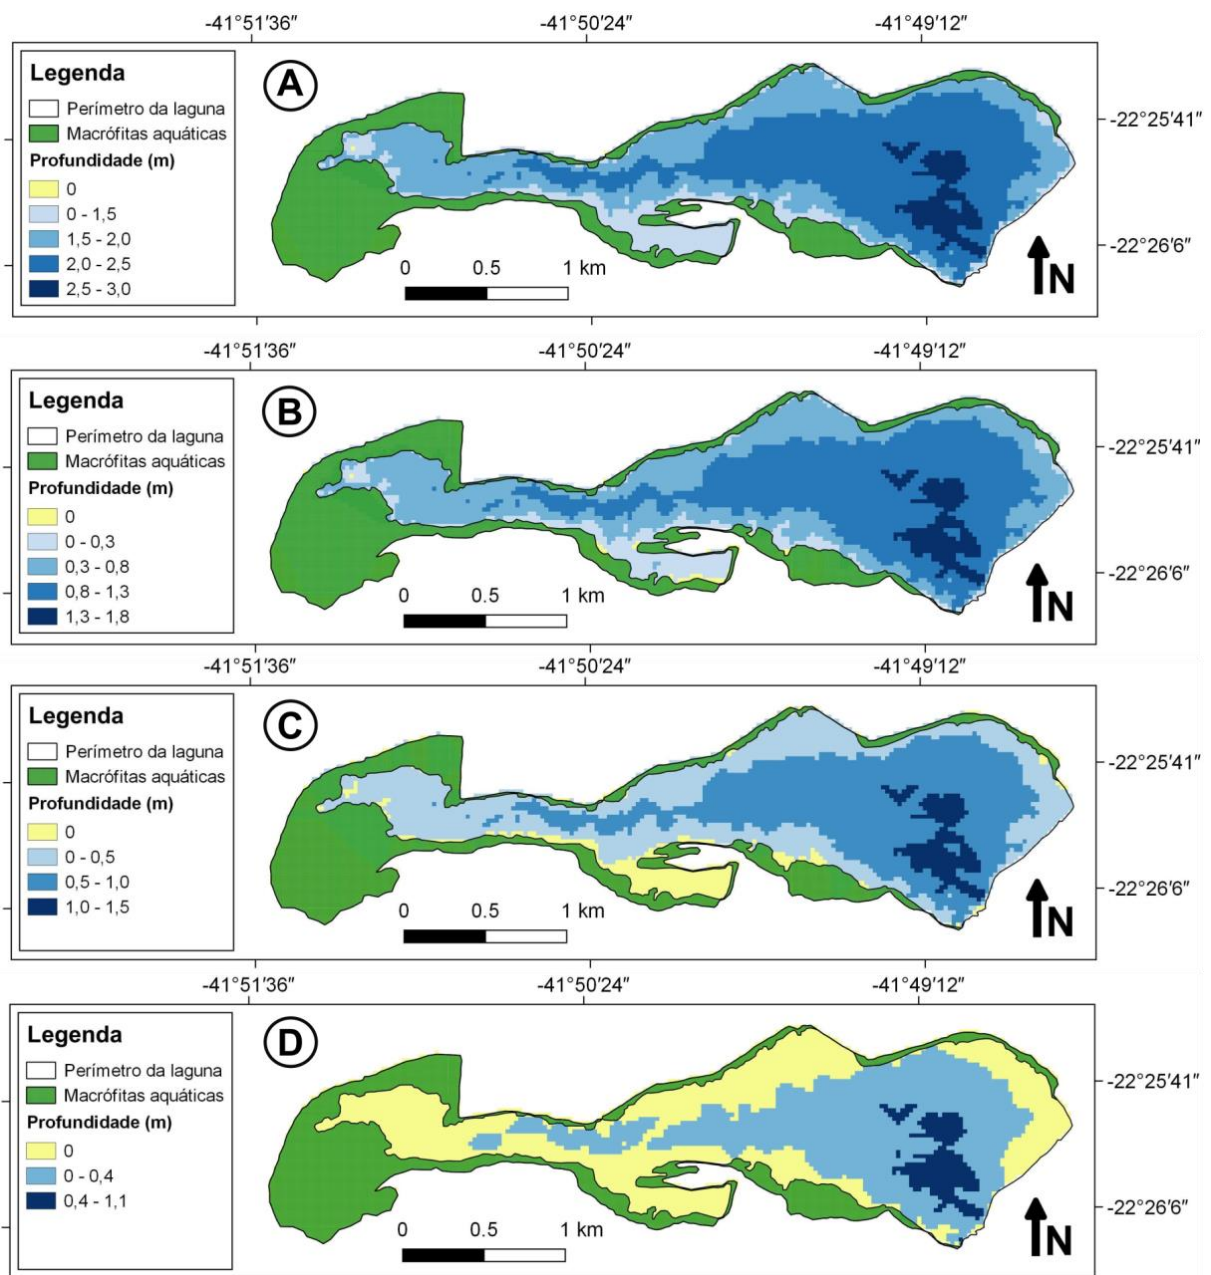 -41°51'36" -41°50'24" -41°49'12"
Legenda
Perímetro da laguna
Macrófitas aquáticas
Profundidade (m)
0
0 - 1,5
1,5 - 2,0
2,0 - 2,5
2,5 - 3,0
A
-22°25'41"
-22°26'6"
0 0.5 1 km
N
-41°51'36" -41°50'24" -41°49'12"
Legenda
Perímetro da laguna
Macrófitas aquáticas
Profundidade (m)
0
0 - 0,3
0,3 - 0,8
0,8 - 1,3
1,3 - 1,8
B
-22°25'41"
-22°26'6"
0 0.5 1 km
N
-41°51'36" -41°50'24" -41°49'12"
Legenda
Perímetro da laguna
Macrófitas aquáticas
Profundidade (m)
0
0 - 0,5
0,5 - 1,0
1,0 - 1,5
C
-22°25'41"
-22°26'6"
0 0.5 1 km
N
-41°51'36" -41°50'24" -41°49'12"
Legenda
Perímetro da laguna
Macrófitas aquáticas
Profundidade (m)
0
0 - 0,4
0,4 - 1,1
D
-22°25'41"
-22°26'6"
0 0.5 1 km
N